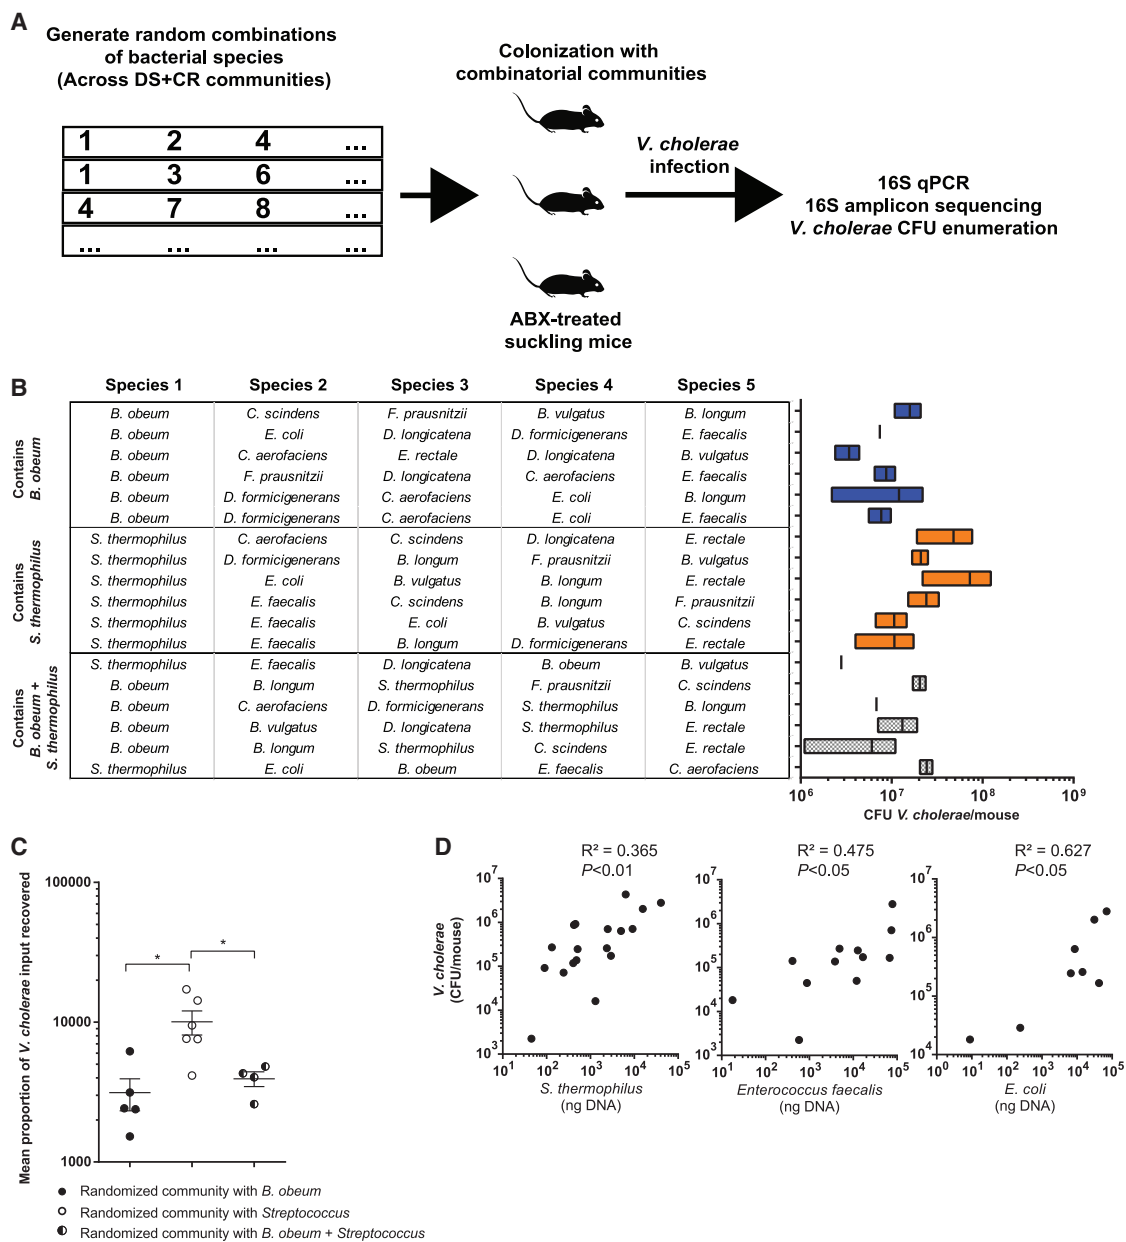 A
Generate random combinations
of bacterial species
(Across DS+CR communities)
1 2 4 ...
1 3 6 ...
4 7 8 ...
... ... ... ...
Colonization with
combinatorial communities
ABX-treated
suckling mice
V. cholerae
infection
16S qPCR
16S amplicon sequencing
V. cholerae CFU enumeration
B
Species 1 Species 2 Species 3 Species 4 Species 5
Contains
B. obeum
B. obeum C. scindens F. prausnitzii B. vulgatus B. longum
B. obeum E. coli D. longicatena D. formicigenerans E. faecalis
B. obeum C. aerofaciens E. rectale D. longicatena B. vulgatus
B. obeum F. prausnitzii D. longicatena C. aerofaciens E. faecalis
B. obeum D. formicigenerans C. aerofaciens E. coli B. longum
B. obeum D. formicigenerans C. aerofaciens E. coli E. faecalis
Contains
S. thermophilus
S. thermophilus C. aerofaciens C. scindens D. longicatena E. rectale
S. thermophilus D. formicigenerans B. longum F. prausnitzii B. vulgatus
S. thermophilus E. coli B. vulgatus B. longum E. rectale
S. thermophilus E. faecalis C. scindens B. longum F. prausnitzii
S. thermophilus E. faecalis E. coli B. vulgatus C. scindens
S. thermophilus E. faecalis B. longum D. formicigenerans E. rectale
Contains
B. obeum +
S. thermophilus
S. thermophilus E. faecalis D. longicatena B. obeum B. vulgatus
B. obeum B. longum S. thermophilus F. prausnitzii C. scindens
B. obeum C. aerofaciens D. formicigenerans S. thermophilus B. longum
B. obeum B. vulgatus D. longicatena S. thermophilus E. rectale
B. obeum B. longum S. thermophilus C. scindens E. rectale
S. thermophilus E. coli B. obeum E. faecalis C. aerofaciens
10⁶ 10⁷ 10⁸ 10⁹
CFU V. cholerae/mouse
C
Mean proportion of V. cholerae input recovered
100000
10000
1000
* *
Randomized community with B. obeum
Randomized community with Streptococcus
Randomized community with B. obeum + Streptococcus
D
V. cholerae
(CFU/mouse)
R² = 0.365
P<0.01
10⁷
10⁶
10⁵
10⁴
10³
10¹ 10² 10³ 10⁴ 10⁵
S. thermophilus
(ng DNA)
R² = 0.475
P<0.05
10⁷
10⁶
10⁵
10⁴
10³
10¹ 10² 10³ 10⁴ 10⁵
Enterococcus faecalis
(ng DNA)
R² = 0.627
P<0.05
10⁷
10⁶
10⁵
10⁴
10⁰ 10¹ 10² 10³ 10⁴ 10⁵
E. coli
(ng DNA)